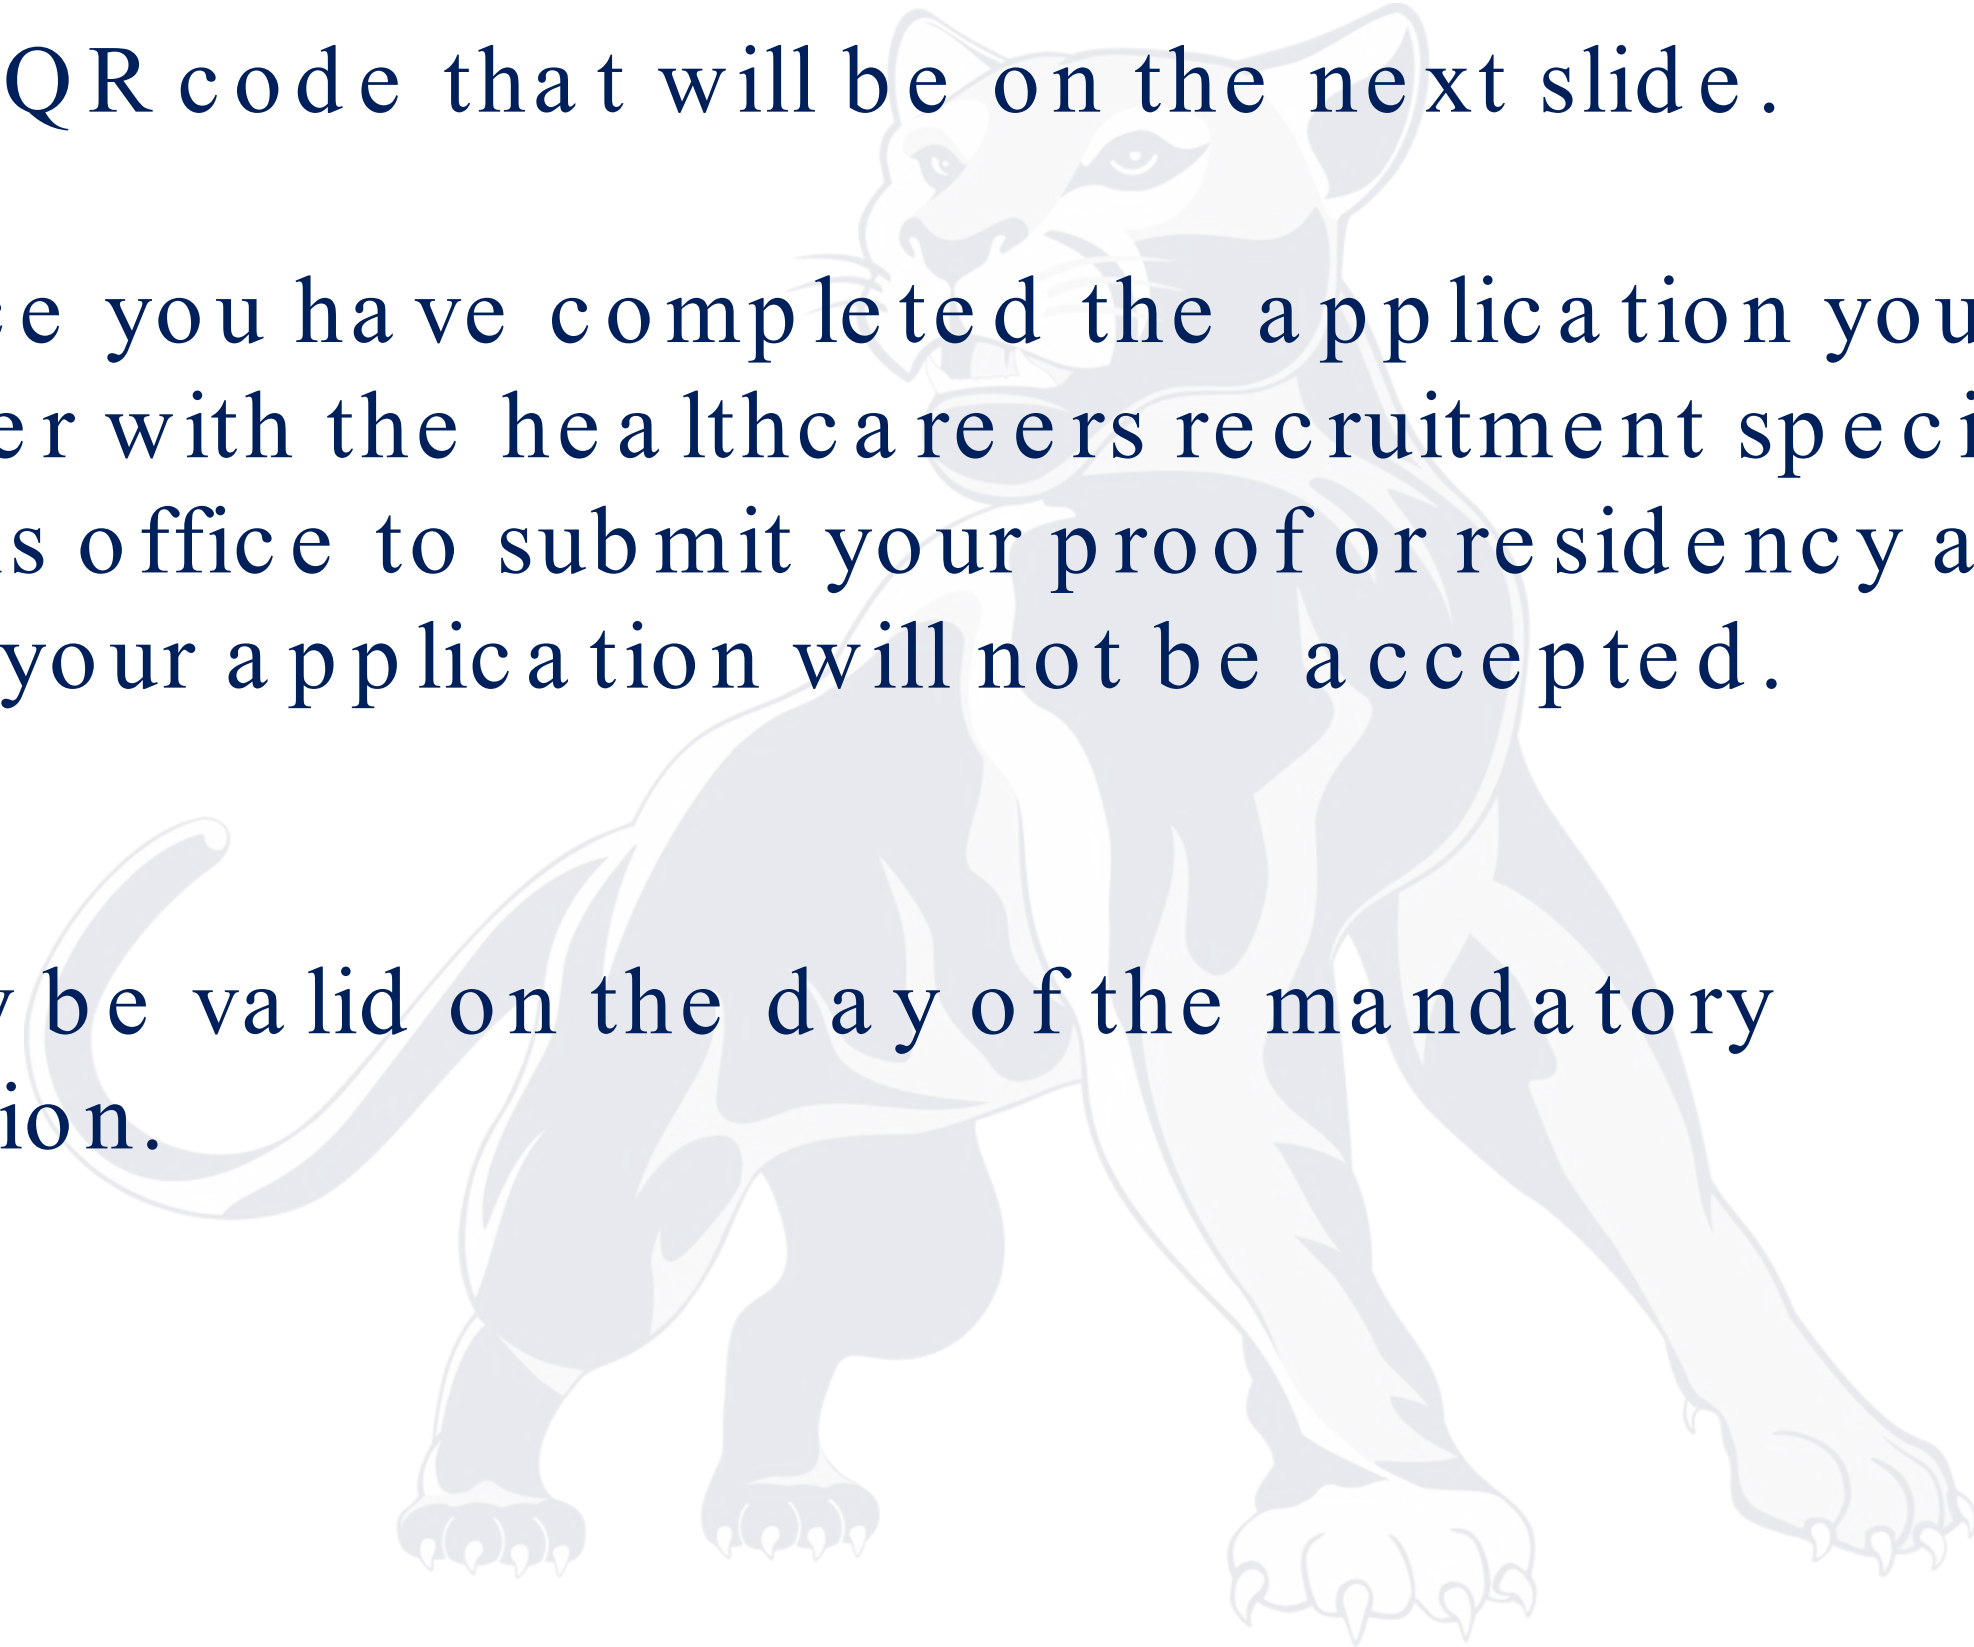 QR code that will be on the next slide.
ce you have completed the application you
er with the healthcareers recruitment speci
is office to submit your proof or residency a
your application will not be accepted.
y be valid on the day of the mandatory
ion.